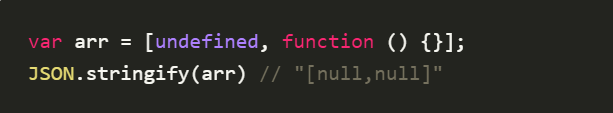 var arr = [undefined, function () {}];
JSON.stringify(arr) // "[null,null]"